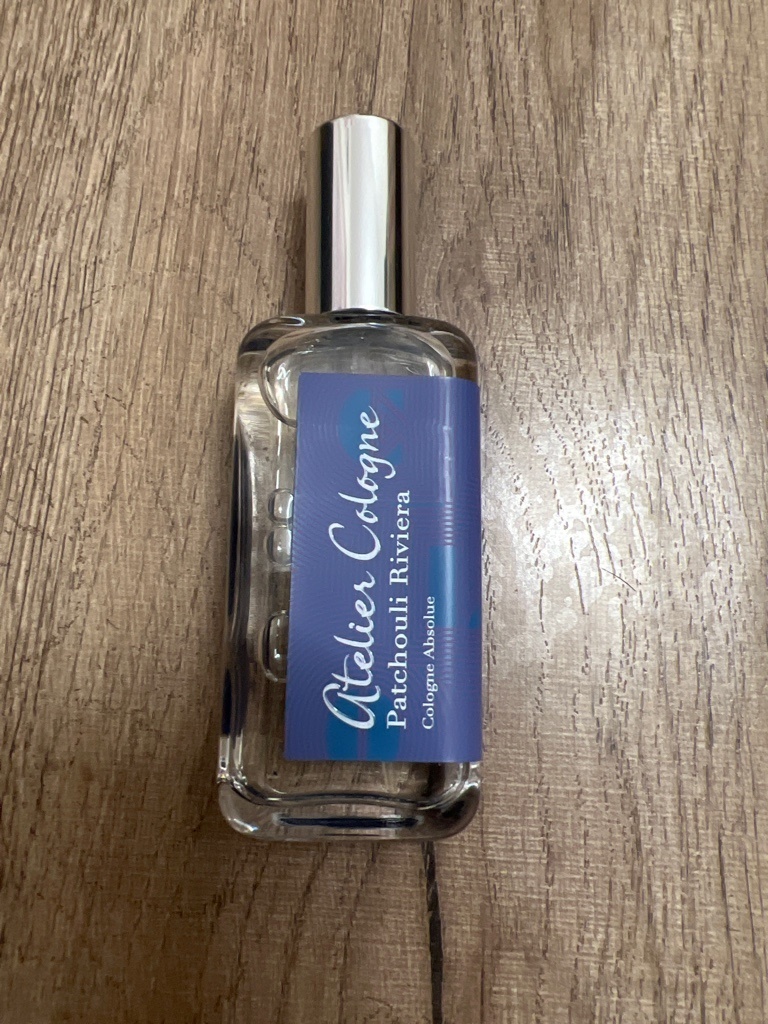 Atelier Cologne
Patchouli Riviera
Cologne Absolue